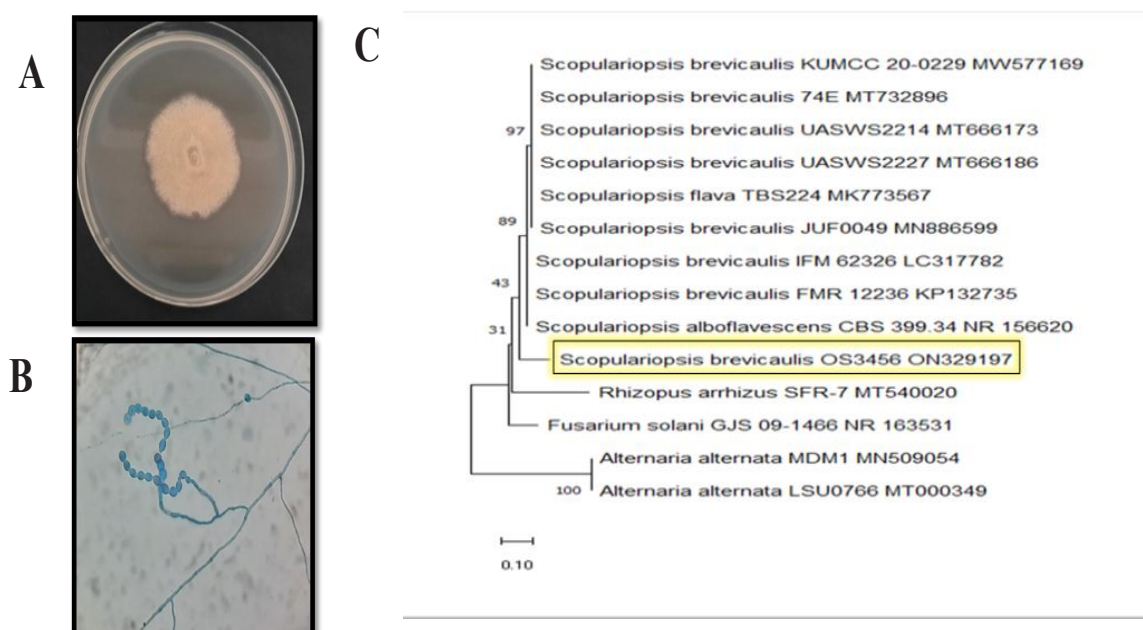 A
B
C
Scopulariopsis brevicaulis KUMCC 20-0229 MW577169
Scopulariopsis brevicaulis 74E MT732896
97
Scopulariopsis brevicaulis UASWS2214 MT666173
Scopulariopsis brevicaulis UASWS2227 MT666186
Scopulariopsis flava TBS224 MK773567
89
Scopulariopsis brevicaulis JUF0049 MN886599
Scopulariopsis brevicaulis IFM 62326 LC317782
43
Scopulariopsis brevicaulis FMR 12236 KP132735
31
Scopulariopsis alboflavescens CBS 399.34 NR 156620
Scopulariopsis brevicaulis OS3456 ON329197
Rhizopus arrhizus SFR-7 MT540020
Fusarium solani GJS 09-1466 NR 163531
Alternaria alternata MDM1 MN509054
100
Alternaria alternata LSU0766 MT000349
0.10